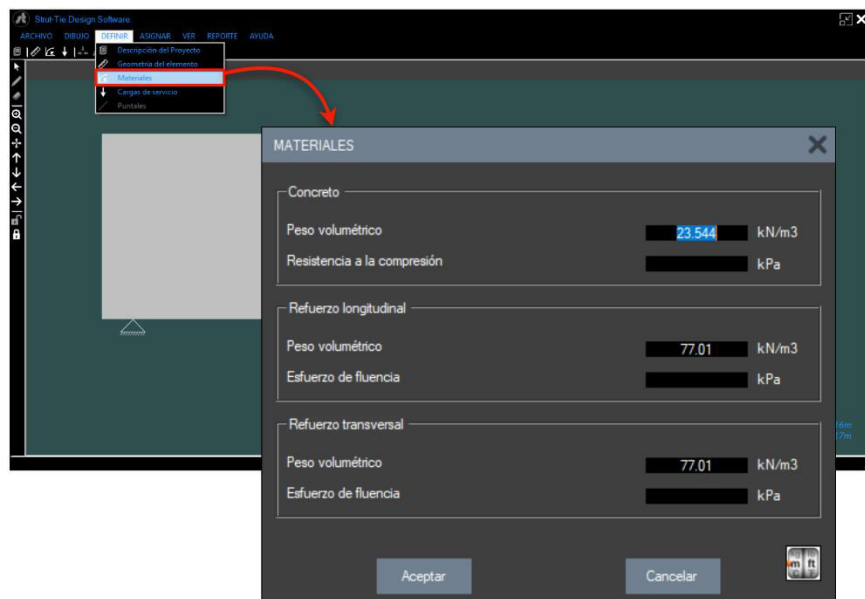 Strut-Tie Design Software
ARCHIVO DIBUJO DEFINIR ASIGNAR VER REPORTE AYUDA
Descripción del Proyecto
Geometría del elemento
Materiales
Cargas de servicio
Puntales
MATERIALES
Concreto
Peso volumétrico 23.544 kN/m3
Resistencia a la compresión kPa
Refuerzo longitudinal
Peso volumétrico 77.01 kN/m3
Esfuerzo de fluencia kPa
Refuerzo transversal
Peso volumétrico 77.01 kN/m3
Esfuerzo de fluencia kPa
Aceptar Cancelar
m ft